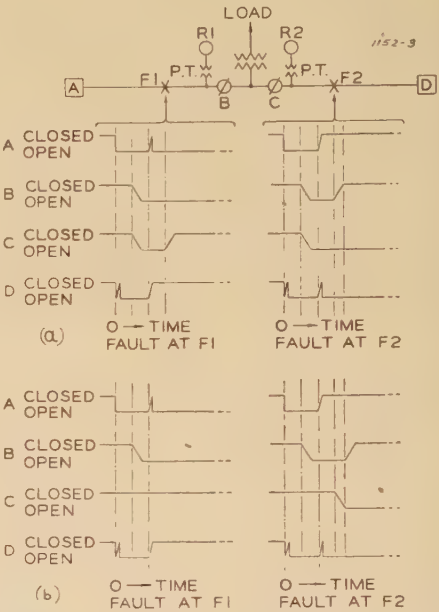 LOAD
R1 R2
1152-3
A F1 P.T. P.T. F2 D
B C
A CLOSED
OPEN
B CLOSED
OPEN
C CLOSED
OPEN
D CLOSED
OPEN
(a)
O → TIME
FAULT AT F1
O → TIME
FAULT AT F2
A CLOSED
OPEN
B CLOSED
OPEN
C CLOSED
OPEN
D CLOSED
OPEN
(b)
O → TIME
FAULT AT F1
O → TIME
FAULT AT F2